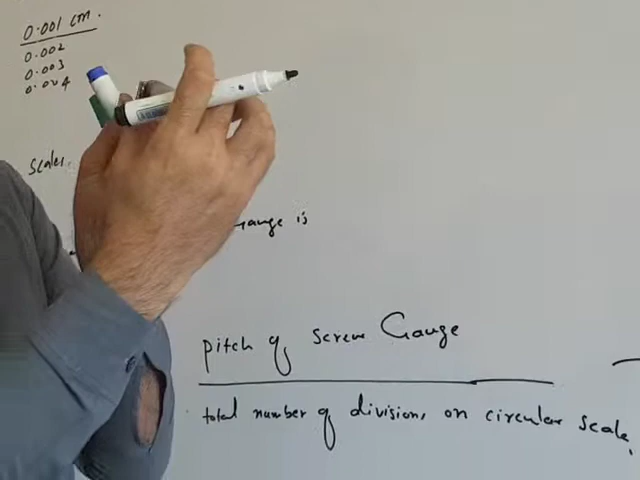 0.001 cm.
0.002
0.003
0.004
Scales.
Gauge is
pitch of Screw Gauge
total number of divisions on circular scale,